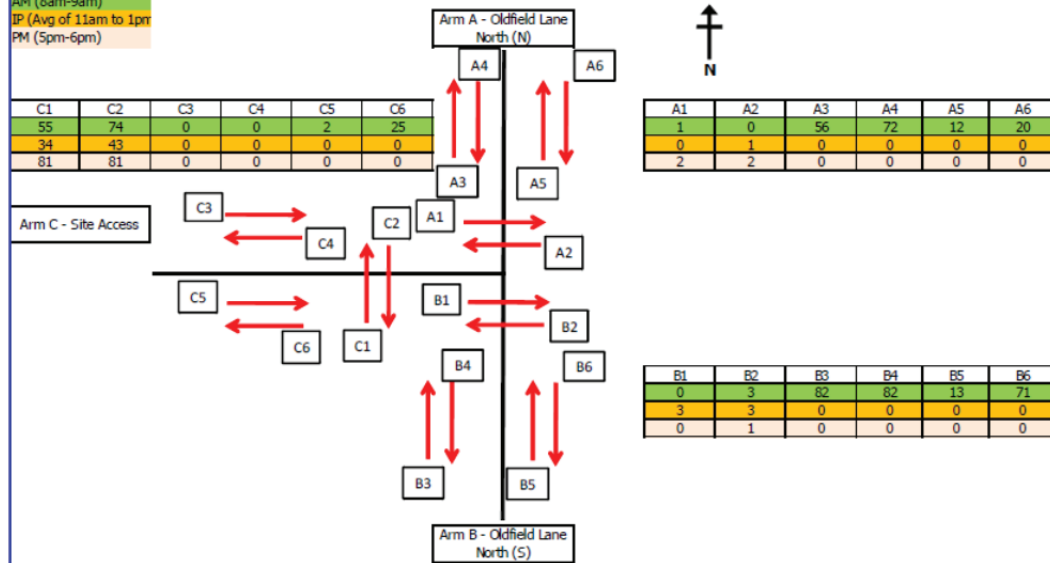 AM (8am-9am)
IP (Avg of 11am to 1pm
PM (5pm-6pm)
Arm A - Oldfield Lane
North (N)
N
A4
A6
C1 C2 C3 C4 C5 C6
55 74 0 0 2 25
34 43 0 0 0 0
81 81 0 0 0 0
A1 A2 A3 A4 A5 A6
1 0 56 72 12 20
0 1 0 0 0 0
2 2 0 0 0 0
A3
A5
C3
C2
A1
Arm C - Site Access
C4
A2
C5
B1
B2
C6
C1
B4
B6
B1 B2 B3 B4 B5 B6
0 3 82 82 13 71
3 3 0 0 0 0
0 1 0 0 0 0
B3
B5
Arm B - Oldfield Lane
North (S)